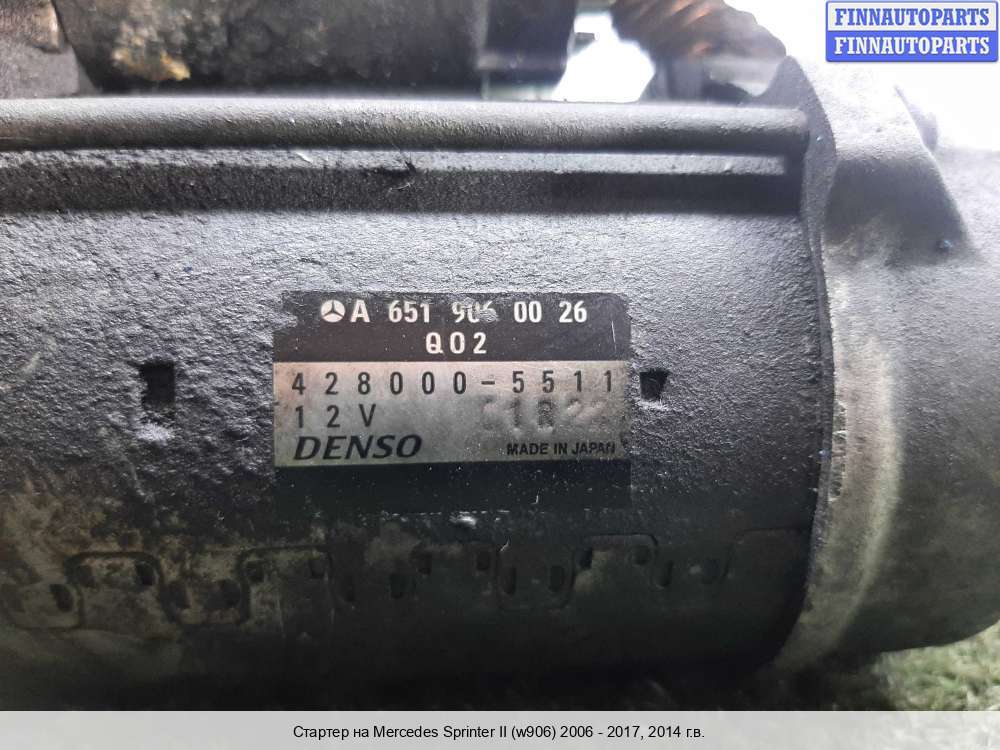 FINNAUTOPARTS
FINNAUTOPARTS
A 651 906 00 26
Q02
428000-5511
12V
DENSO MADE IN JAPAN
Стартер на Mercedes Sprinter II (w906) 2006 - 2017, 2014 г.в.